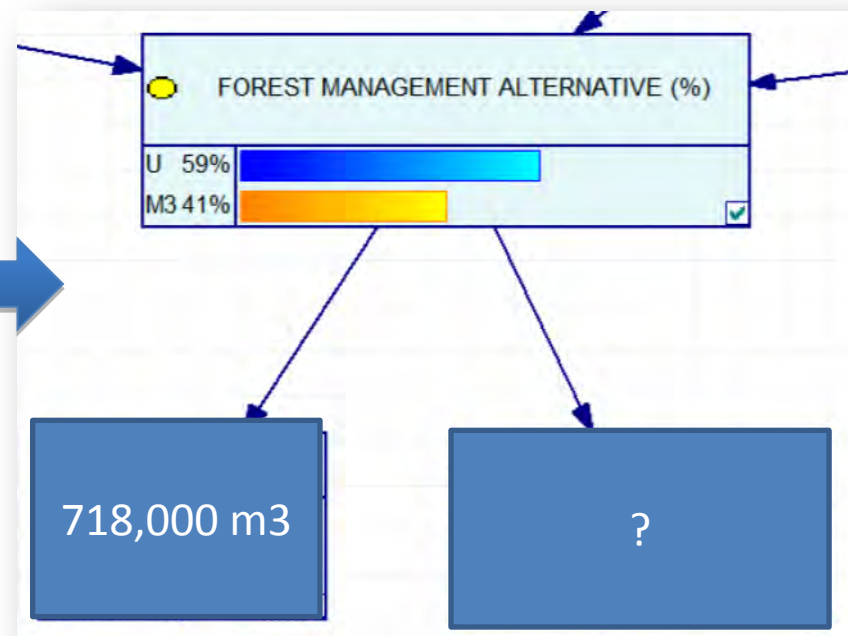 FOREST MANAGEMENT ALTERNATIVE (%)
U 59%
M3 41%
718,000 m3
?